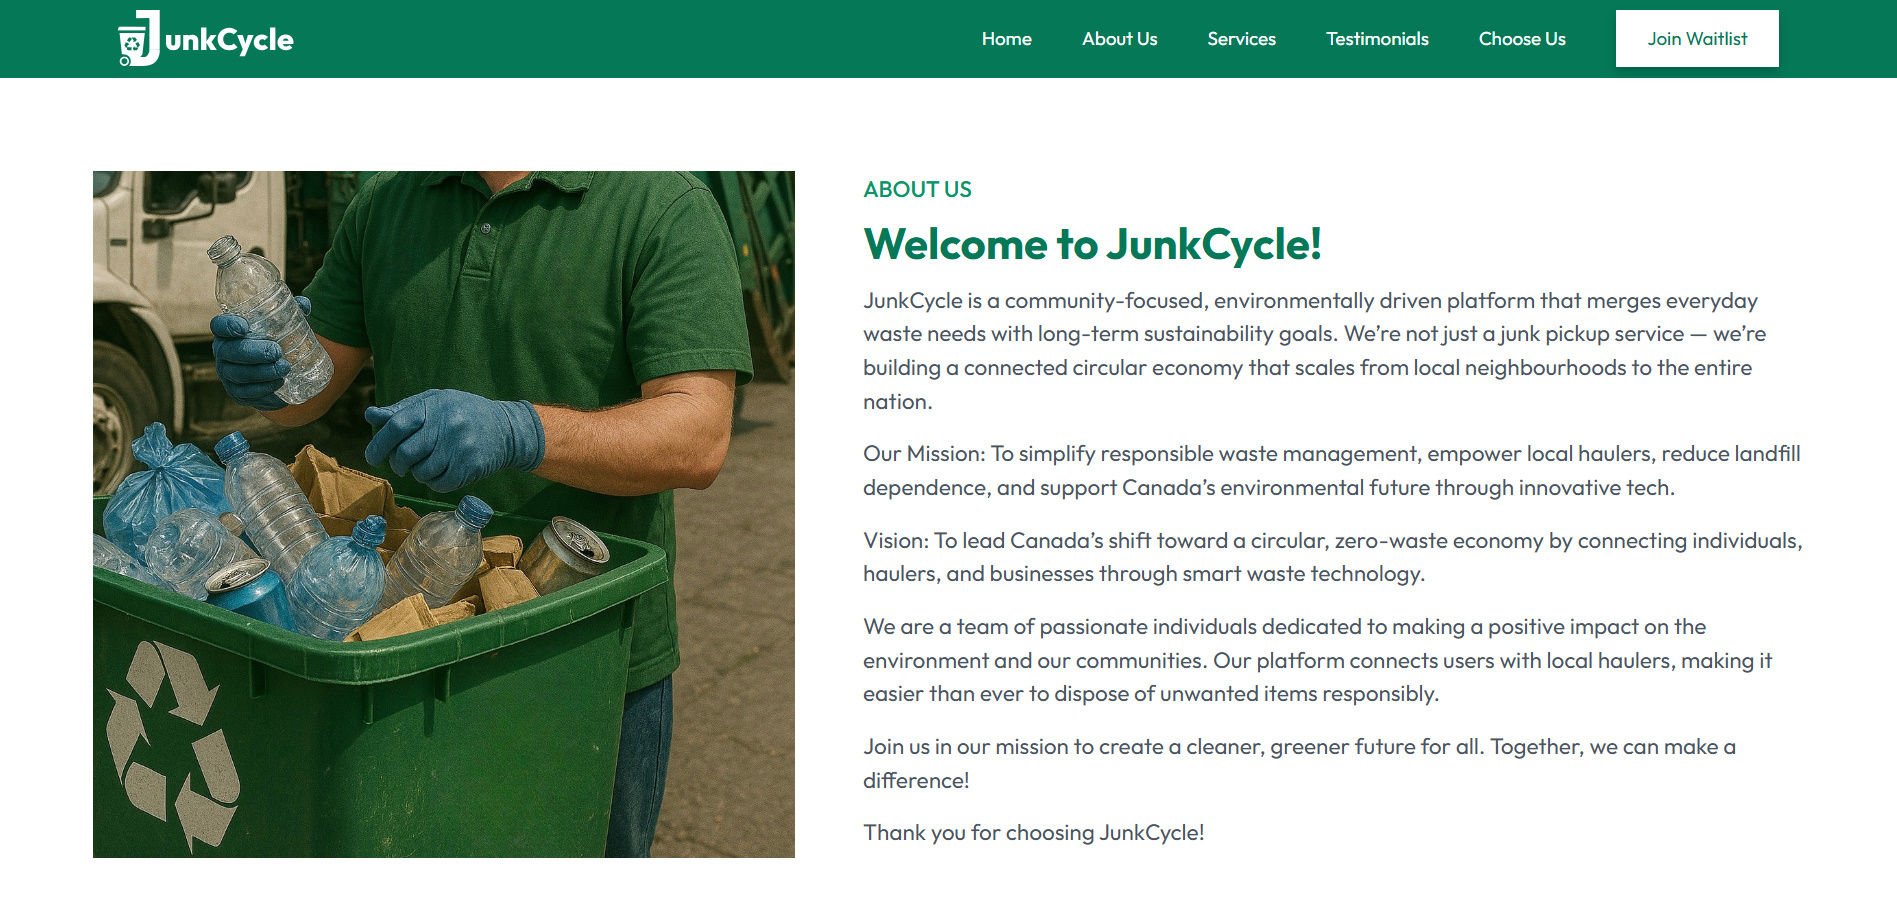 JunkCycle
Home
About Us
Services
Testimonials
Choose Us
Join Waitlist
ABOUT US
Welcome to JunkCycle!
JunkCycle is a community-focused, environmentally driven platform that merges everyday
waste needs with long-term sustainability goals. We’re not just a junk pickup service — we’re
building a connected circular economy that scales from local neighbourhoods to the entire
nation.
Our Mission: To simplify responsible waste management, empower local haulers, reduce landfill
dependence, and support Canada’s environmental future through innovative tech.
Vision: To lead Canada’s shift toward a circular, zero-waste economy by connecting individuals,
haulers, and businesses through smart waste technology.
We are a team of passionate individuals dedicated to making a positive impact on the
environment and our communities. Our platform connects users with local haulers, making it
easier than ever to dispose of unwanted items responsibly.
Join us in our mission to create a cleaner, greener future for all. Together, we can make a
difference!
Thank you for choosing JunkCycle!